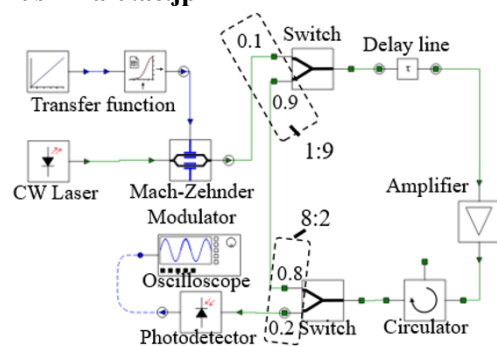 0.1
Switch
Delay line
τ
Transfer function
0.9
1:9
CW Laser
Mach-Zehnder
Modulator
Amplifier
8:2
Oscilloscope
0.8
0.2
Switch
Circulator
Photodetector